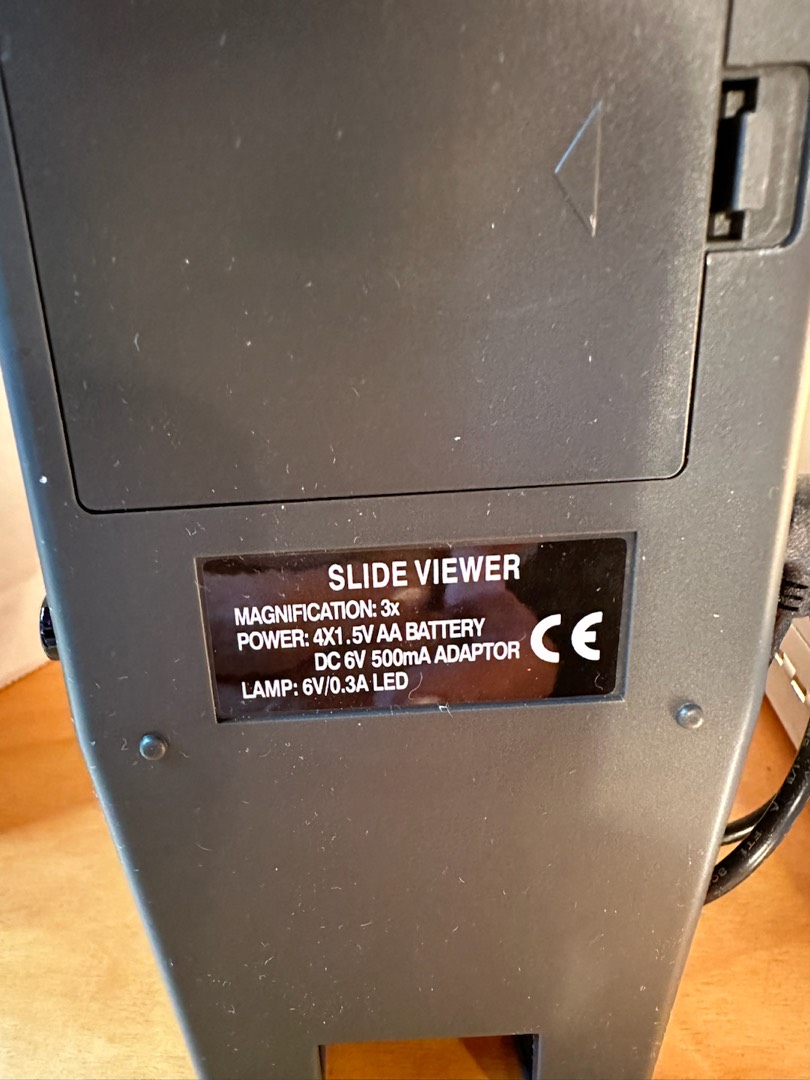 SLIDE VIEWER
MAGNIFICATION: 3x
POWER: 4X1.5V AA BATTERY
DC 6V 500mA ADAPTOR
CE
LAMP: 6V/0.3A LED